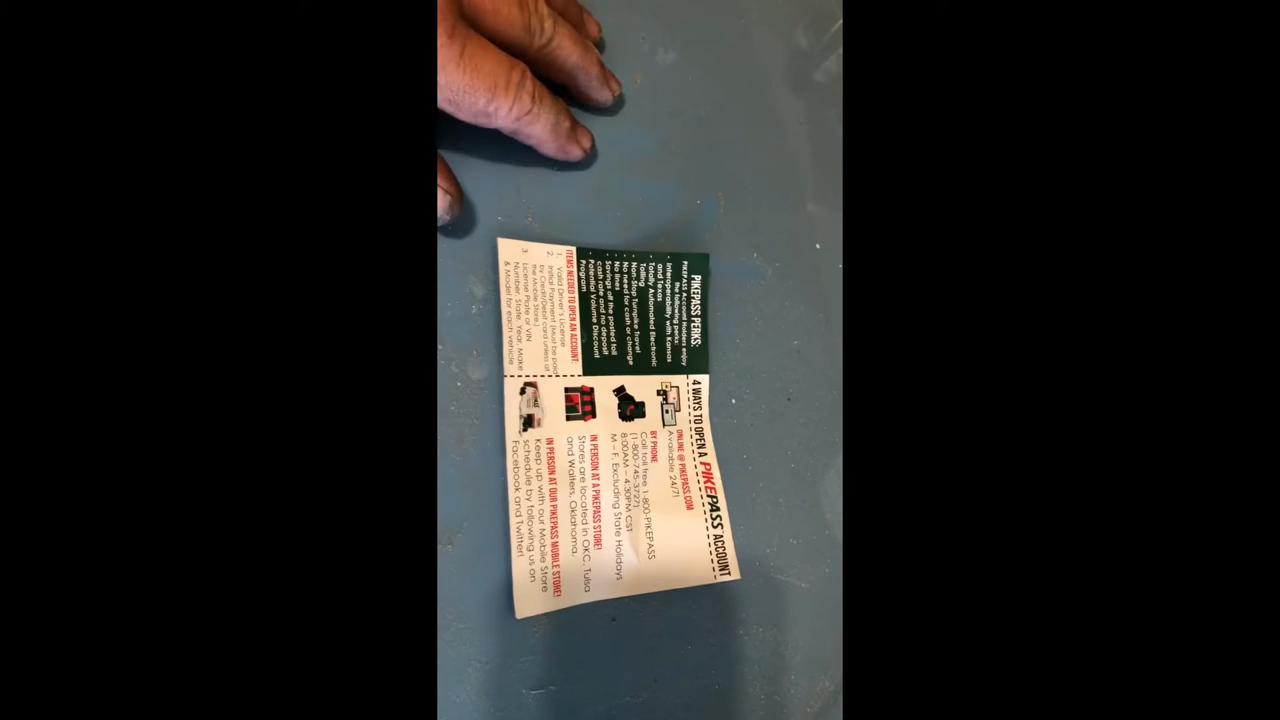 PIKEPASS PERKS:
PIKEPASS Account Holders enjoy
the following perks:
• Interoperability with Kansas
and Texas
• Totally Automated Electronic
Tolling
• Non-Stop Turnpike Travel
• No need for cash or change
• No lines
• Savings off the posted toll
cash rate and no deposit
• Potential Volume Discount
Program
ITEMS NEEDED TO OPEN AN ACCOUNT:
1. Valid Driver's License
2. Initial Payment (Must be paid
by Credit/Debit card unless at
the Mobile Store.)
3. License Plate or VIN
Number, State, Year, Make
& Model for each vehicle
4 WAYS TO OPEN A PIKEPASS ACCOUNT
ONLINE @ PIKEPASS.COM
Available 24/7!
BY PHONE
Call toll free 1-800-PIKEPASS
(1-800-745-3727)
8:00AM – 4:30PM CST
M – F, Excluding State Holidays
IN PERSON AT A PIKEPASS STORE!
Stores are located in OKC, Tulsa
and Walters, Oklahoma.
IN PERSON AT OUR PIKEPASS MOBILE STORE!
Keep up with our Mobile Store
schedule by following us on
Facebook and Twitter!